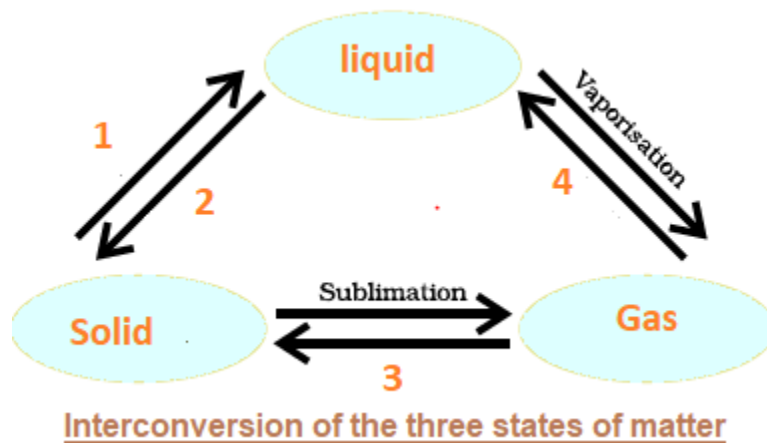 liquid
1
Vaporisation
2
4
Sublimation
Solid
Gas
3
Interconversion of the three states of matter